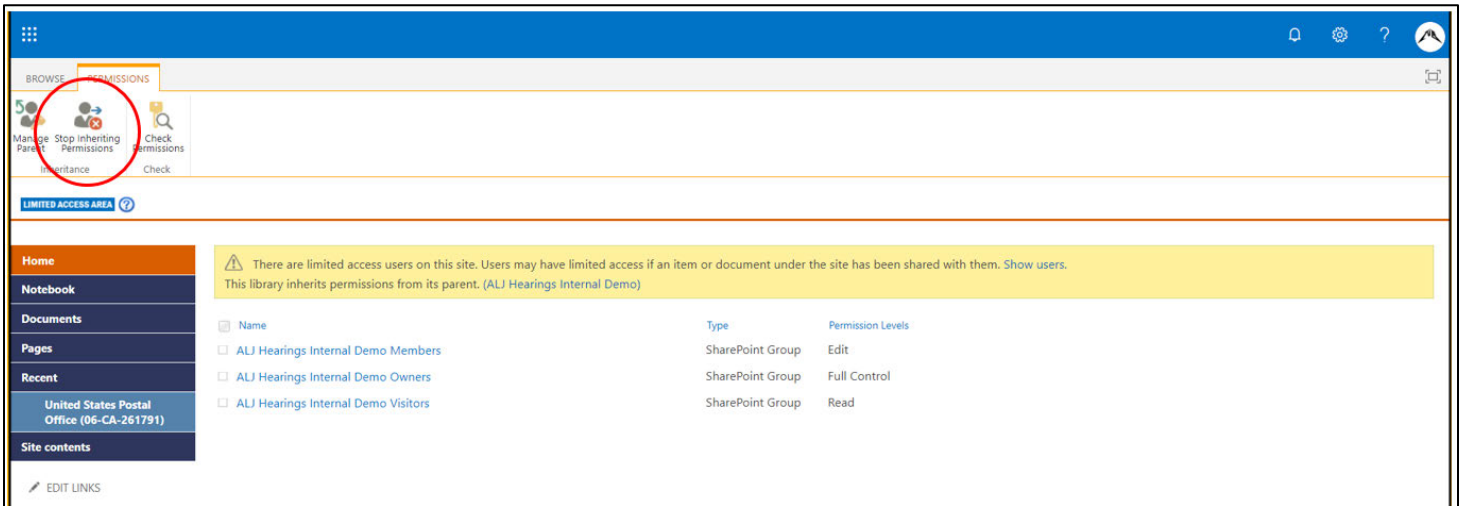 ?
BROWSE PERMISSIONS
Manage Parent
Stop Inheriting Permissions
Check Permissions
Inheritance
Check
LIMITED ACCESS AREA ?
Home
Notebook
Documents
Pages
Recent
United States Postal
Office (06-CA-261791)
Site contents
EDIT LINKS
There are limited access users on this site. Users may have limited access if an item or document under the site has been shared with them. Show users.
This library inherits permissions from its parent. (ALJ Hearings Internal Demo)
Name Type Permission Levels
ALJ Hearings Internal Demo Members SharePoint Group Edit
ALJ Hearings Internal Demo Owners SharePoint Group Full Control
ALJ Hearings Internal Demo Visitors SharePoint Group Read